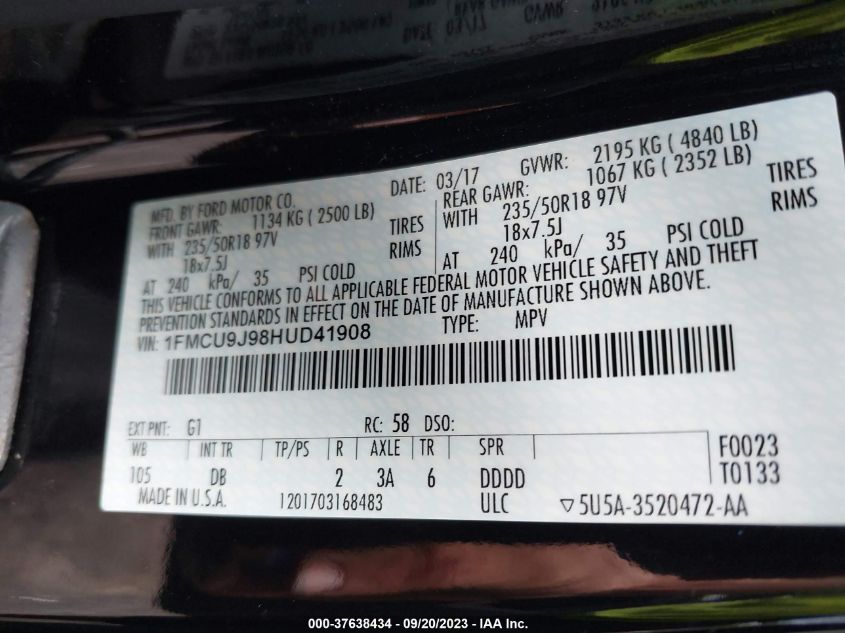 MFD. BY FORD MOTOR CO.
DATE: 03/17 GVWR: 2195 KG ( 4840 LB)
FRONT GAWR: 1134 KG ( 2500 LB)
REAR GAWR: 1067 KG ( 2352 LB)
WITH 235/50R18 97V TIRES
WITH 235/50R18 97V TIRES
18x7.5J RIMS
18x7.5J RIMS
AT 240 kPa/ 35 PSI COLD
AT 240 kPa/ 35 PSI COLD
THIS VEHICLE CONFORMS TO ALL APPLICABLE FEDERAL MOTOR VEHICLE SAFETY AND THEFT
PREVENTION STANDARDS IN EFFECT ON THE DATE OF MANUFACTURE SHOWN ABOVE.
VIN: 1FMCU9J98HUD41908 TYPE: MPV
EXT PNT: G1 RC: 58 DSO:
WB INT TR TP/PS R AXLE TR SPR F0023
105 DB 2 3A 6 DDDD T0133
MADE IN U.S.A. 1201703168483 ULC ▽5U5A-3520472-AA
000-37638434 - 09/20/2023 - IAA Inc.